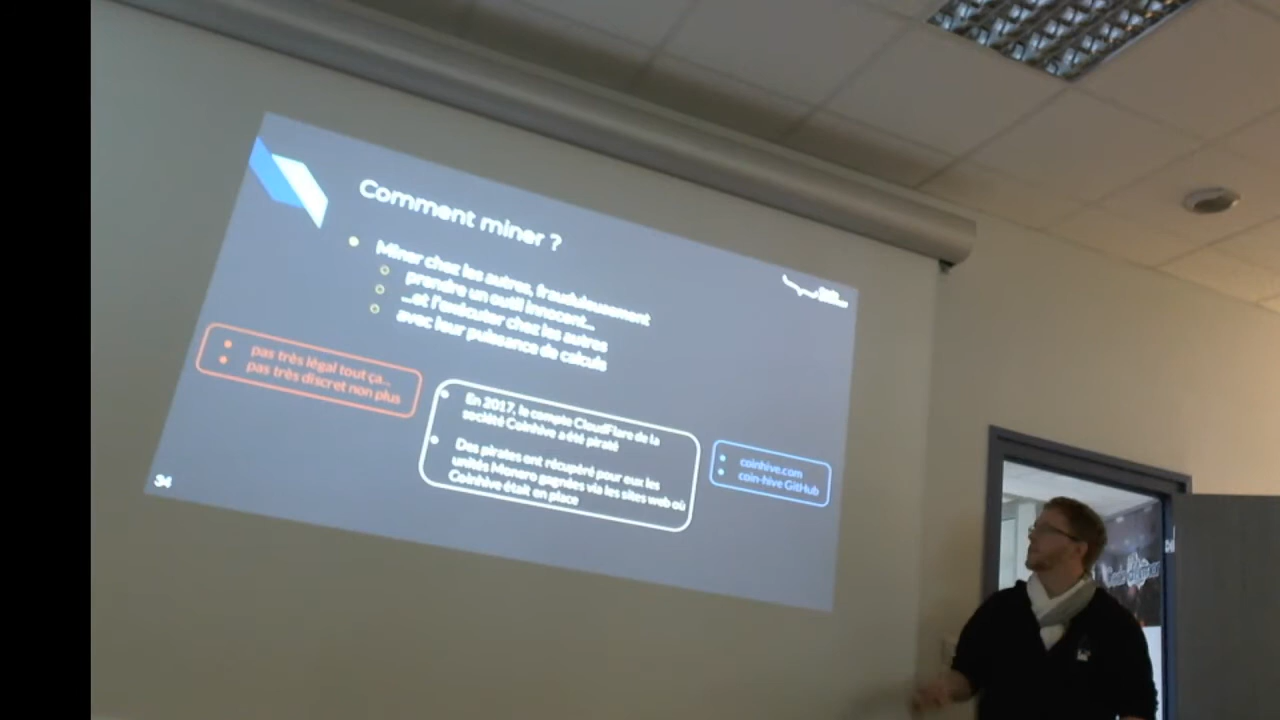 Comment miner ?
Miner chez les autres, frauduleusement
prendre un outil innocent...
...et l'exécuter chez les autres
avec leur puissance de calculs
pas très légal tout ça...
pas très discret non plus
En 2017, le compte CloudFlare de la
société Coinhive a été piraté
Des pirates ont récupéré pour eux les
unités Monero gagnées via les sites web où
Coinhive était en place
coinhive.com
coin-hive GitHub
34